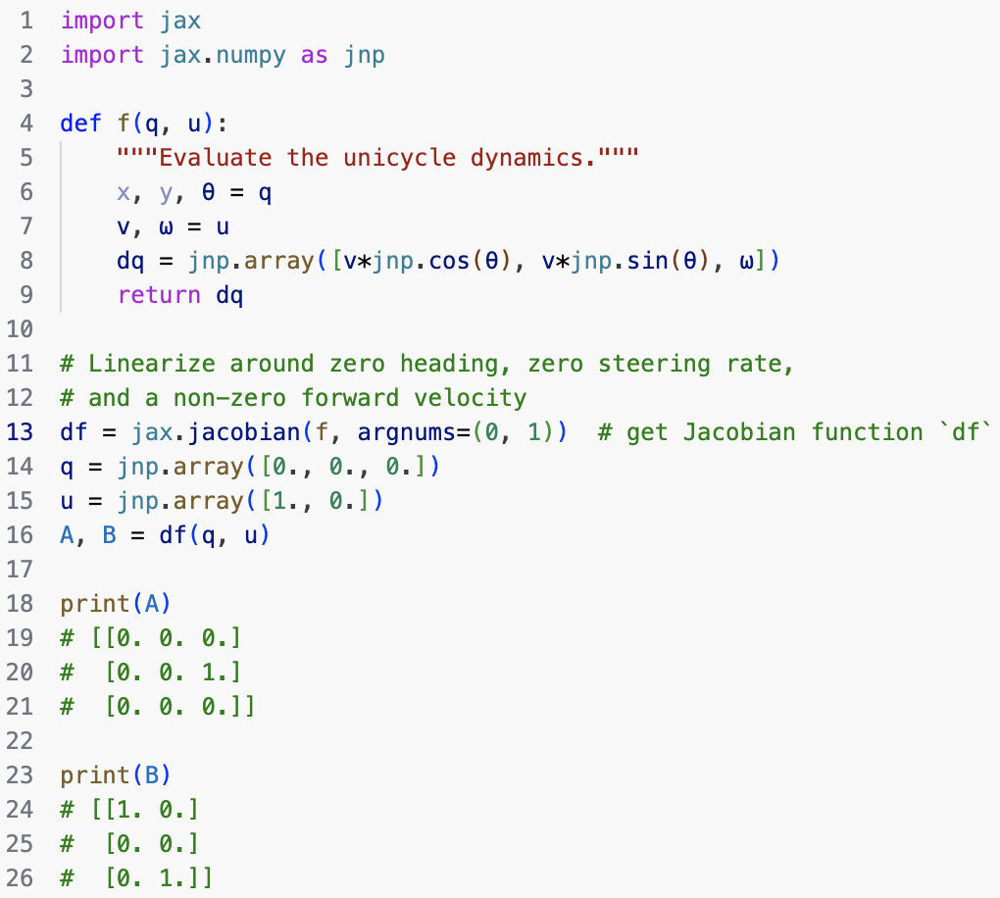 1 import jax
2 import jax.numpy as jnp
3
4 def f(q, u):
5     """Evaluate the unicycle dynamics."""
6     x, y, θ = q
7     v, ω = u
8     dq = jnp.array([v*jnp.cos(θ), v*jnp.sin(θ), ω])
9     return dq
10
11 # Linearize around zero heading, zero steering rate,
12 # and a non-zero forward velocity
13 df = jax.jacobian(f, argnums=(0, 1))  # get Jacobian function `df`
14 q = jnp.array([0., 0., 0.])
15 u = jnp.array([1., 0.])
16 A, B = df(q, u)
17
18 print(A)
19 # [[0. 0. 0.]
20 #  [0. 0. 1.]
21 #  [0. 0. 0.]]
22
23 print(B)
24 # [[1. 0.]
25 #  [0. 0.]
26 #  [0. 1.]]